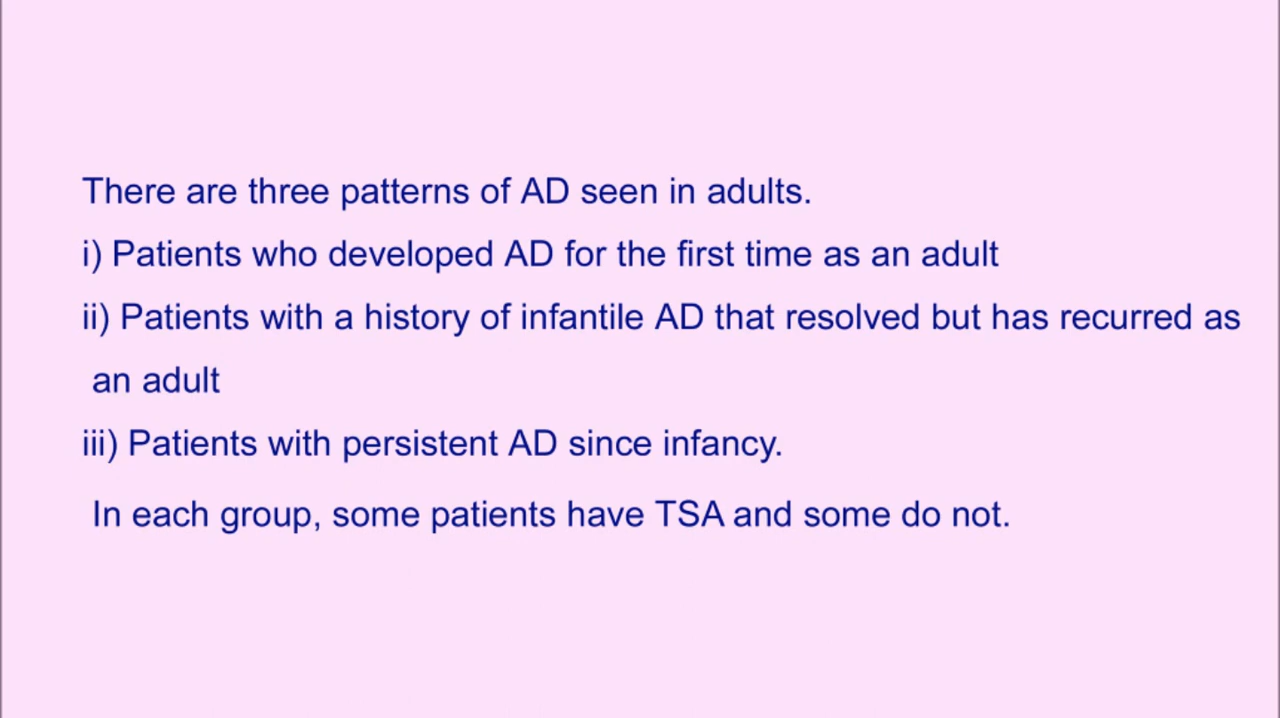 There are three patterns of AD seen in adults.
i) Patients who developed AD for the first time as an adult
ii) Patients with a history of infantile AD that resolved but has recurred as
an adult
iii) Patients with persistent AD since infancy.
In each group, some patients have TSA and some do not.